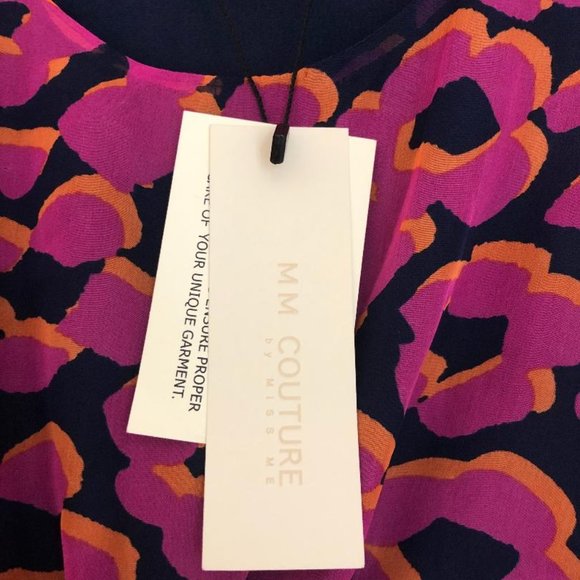 MM COUTURE
by MISS ME
ENSURE PROPER
CARE OF YOUR UNIQUE GARMENT.